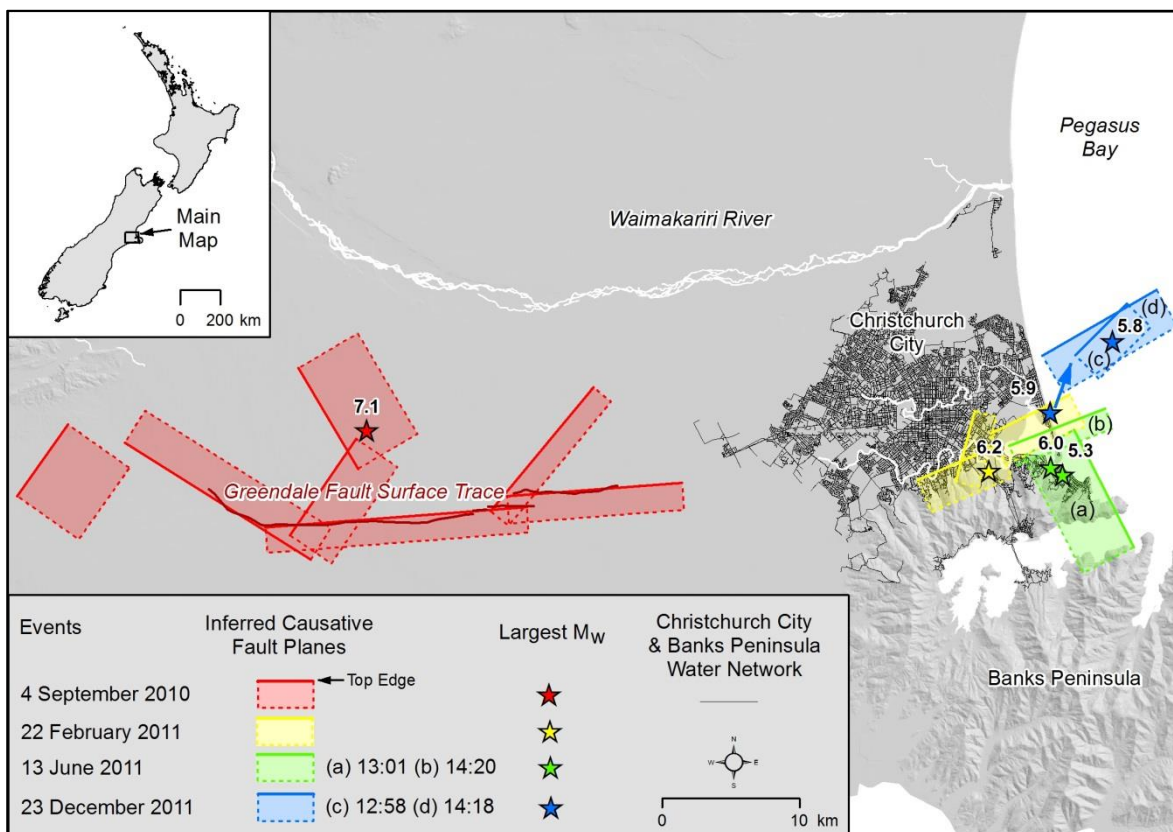 Main
Map
0 200 km
Pegasus
Bay
Waimakariri River
Christchurch
City
(d)
5.8
(c)
5.9
7.1
(b)
6.2
6.0
5.3
Greendale Fault Surface Trace
(a)
Banks Peninsula
Events
Inferred Causative
Fault Planes
Largest Mw
Christchurch City
& Banks Peninsula
Water Network
Top Edge
4 September 2010
22 February 2011
13 June 2011
(a) 13:01 (b) 14:20
23 December 2011
(c) 12:58 (d) 14:18
N
W E
S
0 10
km